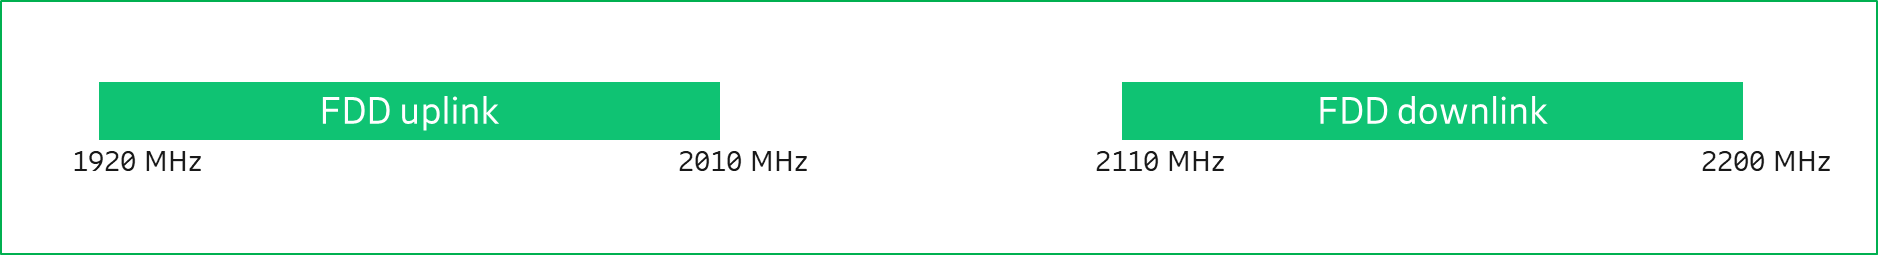 FDD uplink
FDD downlink
1920 MHz
2010 MHz
2110 MHz
2200 MHz